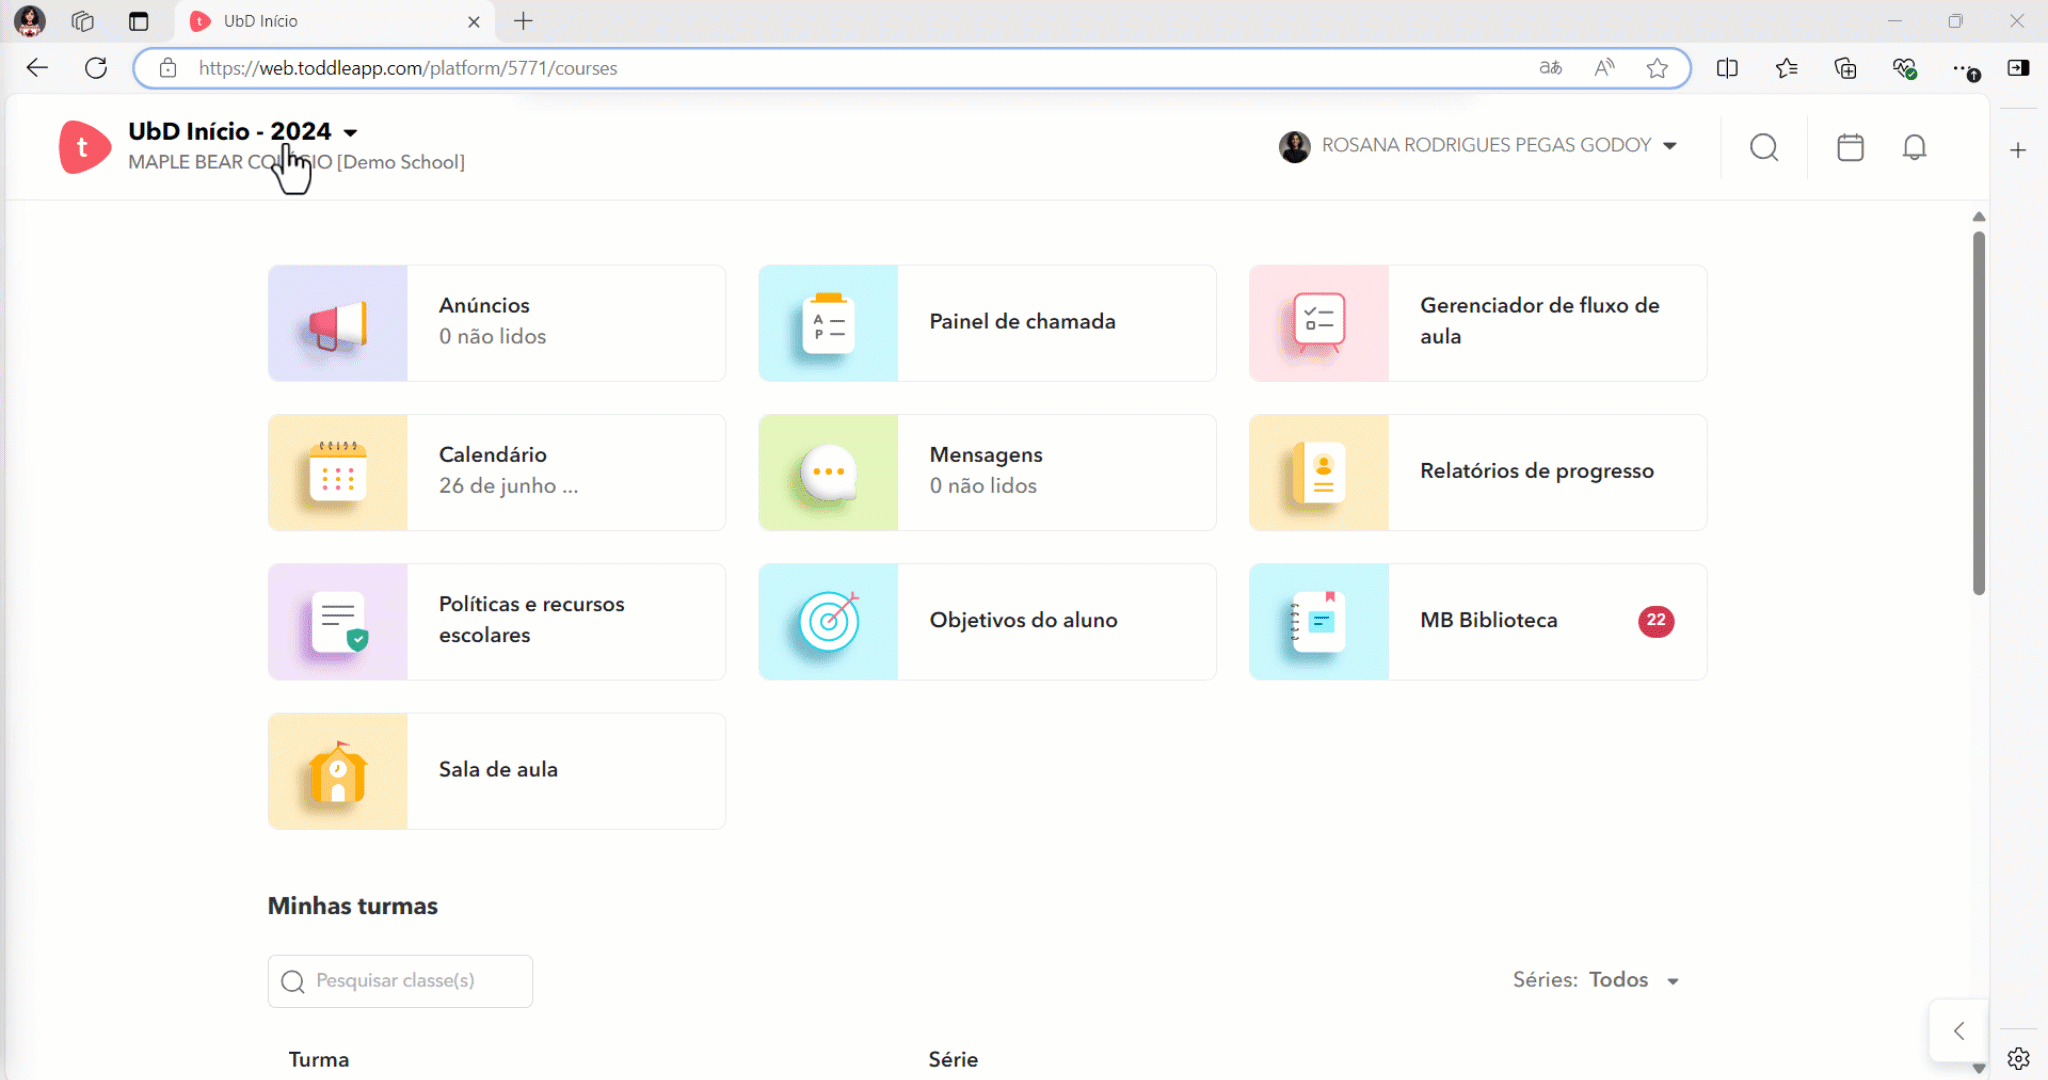 UbD Início
https://web.toddleapp.com/platform/5771/courses
t
UbD Início - 2024
MAPLE BEAR [Demo School]
ROSANA RODRIGUES PEGAS GODOY
Anúncios
0 não lidos
A
P
Painel de chamada
Gerenciador de fluxo de
aula
Calendário
26 de junho ...
Mensagens
0 não lidos
Relatórios de progresso
Políticas e recursos
escolares
Objetivos do aluno
MB Biblioteca
22
Sala de aula
Minhas turmas
Pesquisar classe(s)
Séries: Todos
Turma
Série